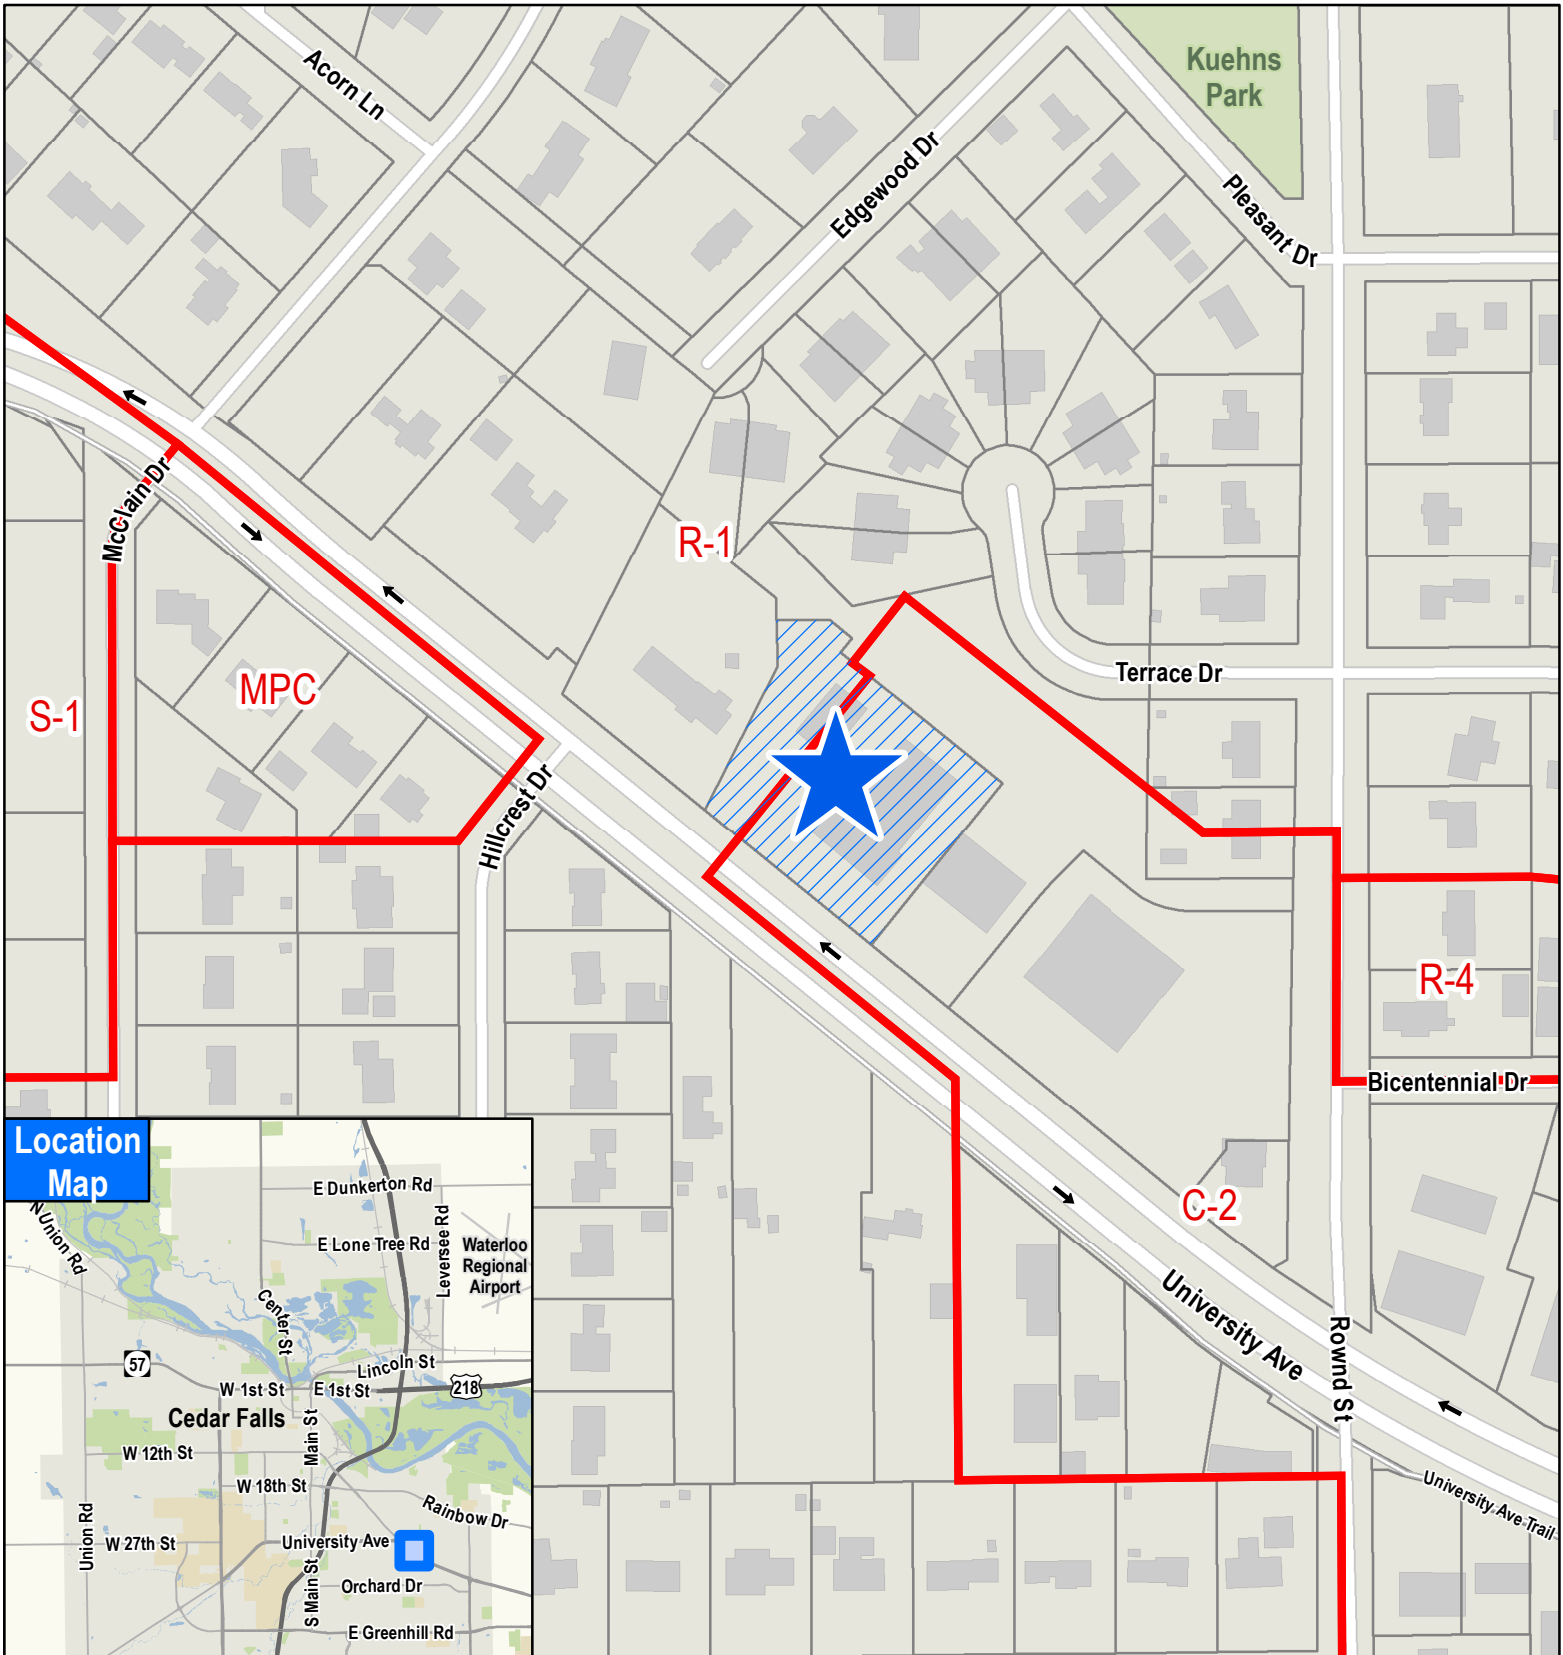 Acorn Ln
Kuehns
Park
Edgewood Dr
Pleasant Dr
McClain Dr
R-1
Terrace Dr
MPC
S-1
Hillcrest Dr
R-4
Bicentennial Dr
C-2
University Ave
Rownd St
University Ave Trail
Location
Map
E Dunkerton Rd
N Union Rd
E Lone Tree Rd
Leversee Rd
Waterloo
Regional
Airport
Center St
57
Lincoln St
W 1st St
E 1st St
218
Cedar Falls
Main St
W 12th St
W 18th St
Rainbow Dr
Union Rd
W 27th St
University Ave
S Main St
Orchard Dr
E Greenhill Rd